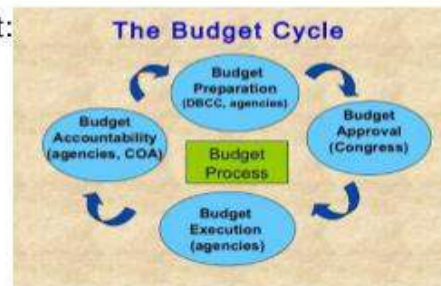 t:
The Budget Cycle
Budget
Preparation
(DBCC, agencies)
Budget
Approval
(Congress)
Budget
Execution
(agencies)
Budget
Accountability
(agencies, COA)
Budget
Process